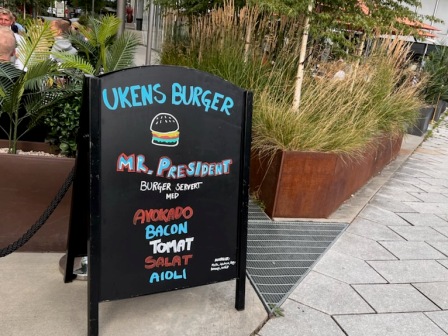 UKENS BURGER
MR. PRESIDENT
BURGER SERVERT
MED
AVOKADO
BACON
TOMAT
SALAT
AIOLI